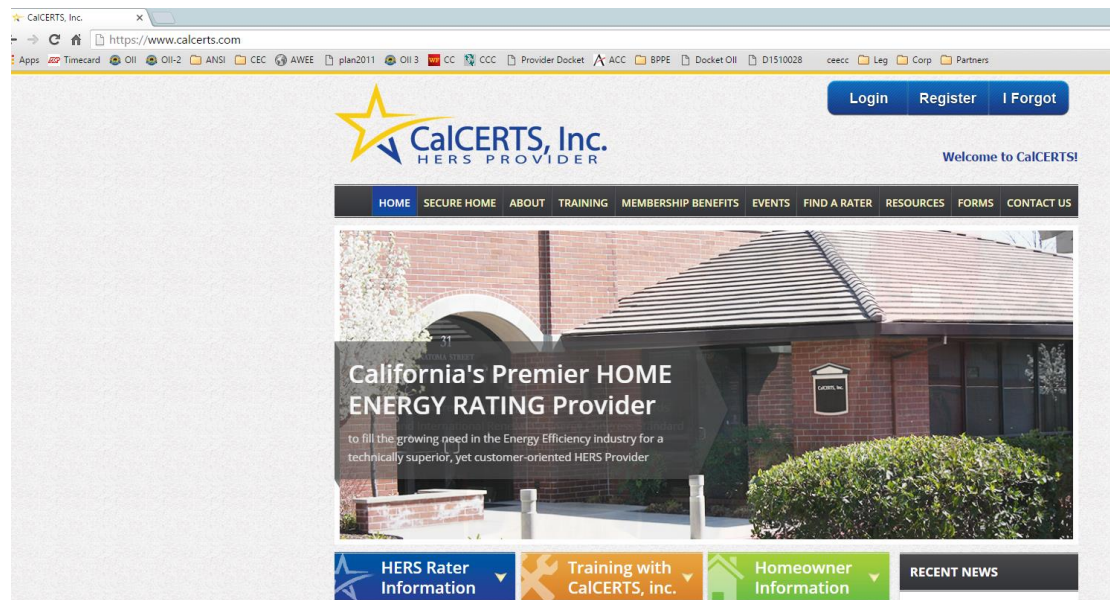 CalCERTS, Inc.
https://www.calcerts.com
Apps Timecard OII OII-2 ANSI CEC AWEE plan2011 OII 3 CC CCC Provider Docket ACC BPPE Docket OII D1510028 ceecc Leg Corp Partners
Login Register I Forgot
CalCERTS, Inc.
HERS PROVIDER
Welcome to CalCERTS!
HOME SECURE HOME ABOUT TRAINING MEMBERSHIP BENEFITS EVENTS FIND A RATER RESOURCES FORMS CONTACT US
31
STREET
CalCERTS, Inc.
California's Premier HOME
ENERGY RATING Provider
to fill the growing need in the Energy Efficiency industry for a
technically superior, yet customer-oriented HERS Provider
HERS Rater
Information
Training with
CalCERTS, inc.
Homeowner
Information
RECENT NEWS